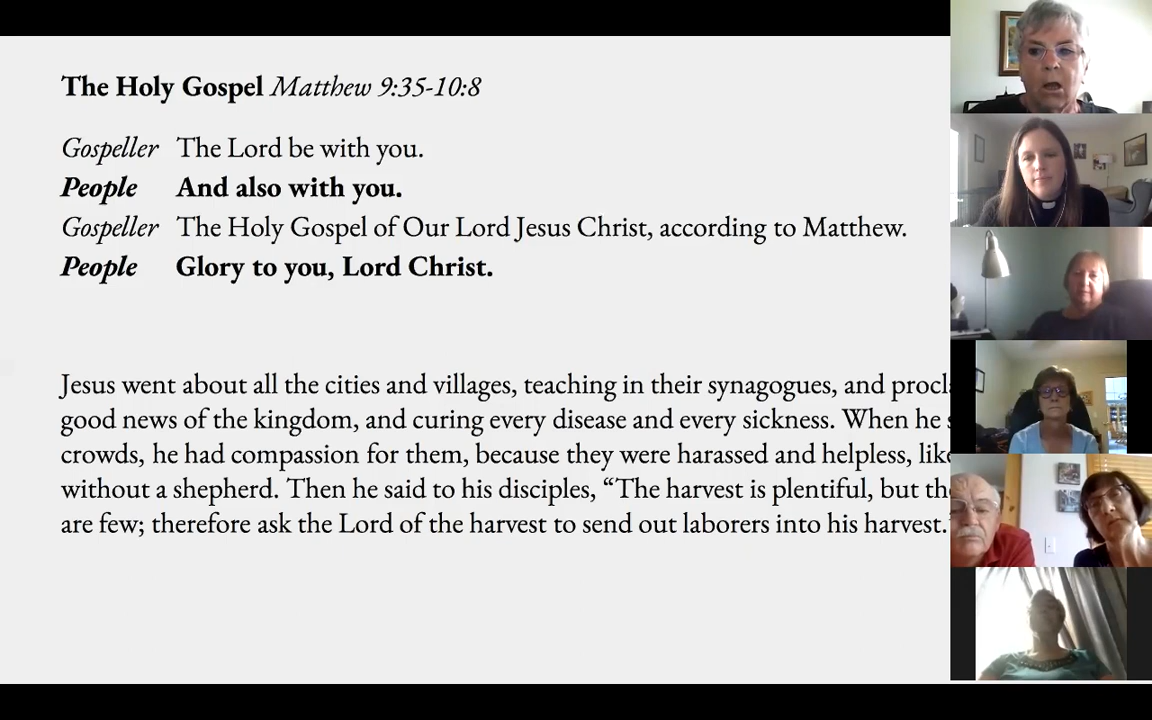 The Holy Gospel Matthew 9:35-10:8
Gospeller The Lord be with you.
People And also with you.
Gospeller The Holy Gospel of Our Lord Jesus Christ, according to Matthew.
People Glory to you, Lord Christ.
Jesus went about all the cities and villages, teaching in their synagogues, and
good news of the kingdom, and curing every disease and every sickness. When he
crowds, he had compassion for them, because they were harassed and helpless,
without a shepherd. Then he said to his disciples, “The harvest is plentiful, but
are few; therefore ask the Lord of the harvest to send out laborers into his harvest.